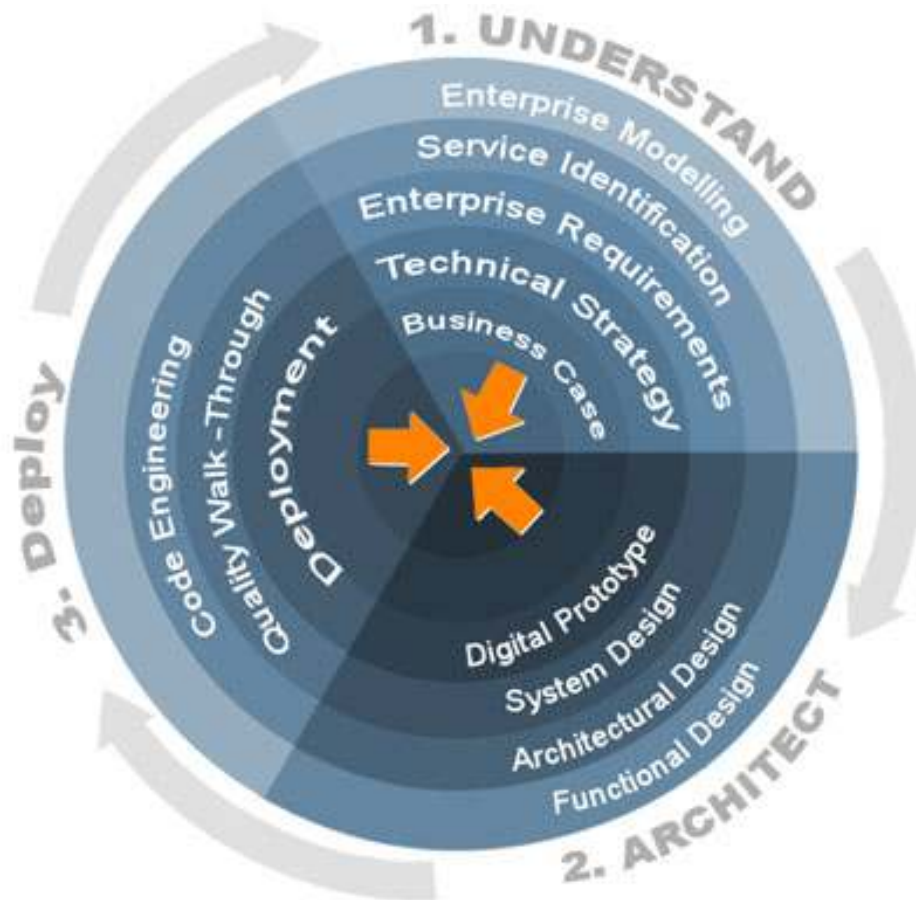 1. UNDERSTAND
Enterprise Modelling
Service Identification
Enterprise Requirements
Technical Strategy
Business Case
2. ARCHITECT
Digital Prototype
System Design
Architectural Design
Functional Design
3. Deploy
Code Engineering
Quality Walk-Through
Deployment